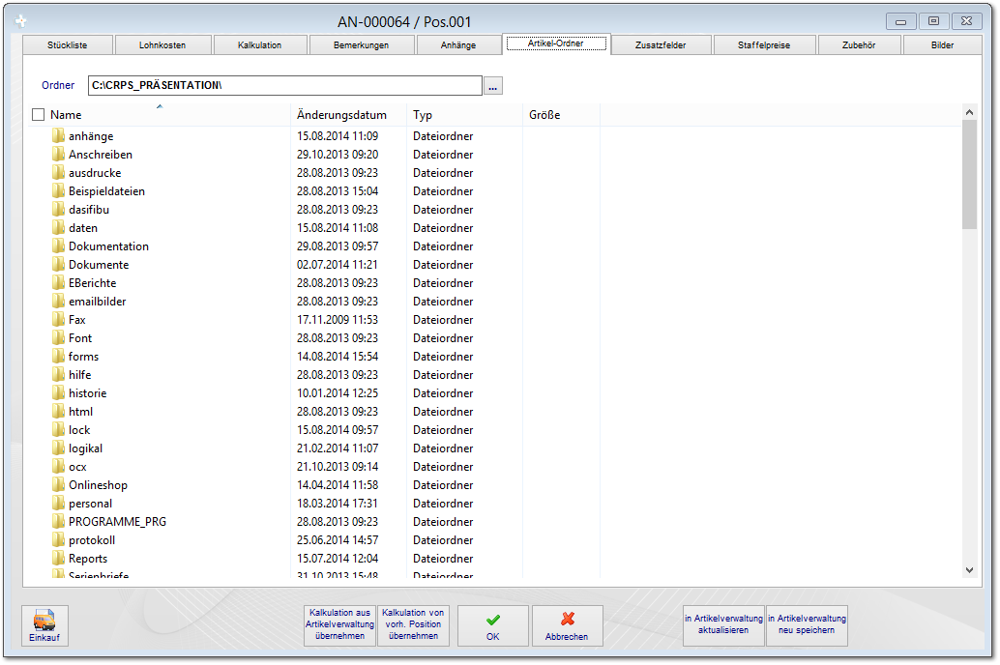 AN-000064 / Pos.001
Stückliste Lohnkosten Kalkulation Bemerkungen Anhänge Artikel-Ordner Zusatzfelder Staffelpreise Zubehör Bilder
Ordner C:\CRPS_PRÄSENTATION\ ...
Name Änderungsdatum Typ Größe
anhänge 15.08.2014 11:09 Dateiordner
Anschreiben 29.10.2013 09:20 Dateiordner
ausdrucke 28.08.2013 09:23 Dateiordner
Beispieldateien 28.08.2013 15:04 Dateiordner
dasifibu 28.08.2013 09:23 Dateiordner
daten 15.08.2014 11:08 Dateiordner
Dokumentation 29.08.2013 09:57 Dateiordner
Dokumente 02.07.2014 11:21 Dateiordner
EBerichte 28.08.2013 09:23 Dateiordner
emailbilder 28.08.2013 09:23 Dateiordner
Fax 17.11.2009 11:53 Dateiordner
Font 28.08.2013 09:23 Dateiordner
forms 14.08.2014 15:54 Dateiordner
hilfe 28.08.2013 09:23 Dateiordner
historie 10.01.2014 12:25 Dateiordner
html 28.08.2013 09:23 Dateiordner
lock 15.08.2014 09:57 Dateiordner
logikal 21.02.2014 11:07 Dateiordner
ocx 21.10.2013 09:14 Dateiordner
Onlineshop 14.04.2014 11:58 Dateiordner
personal 18.03.2014 17:31 Dateiordner
PROGRAMME_PRG 28.08.2013 09:23 Dateiordner
protokoll 25.06.2014 14:57 Dateiordner
Reports 15.07.2014 12:04 Dateiordner
Serienbriefe 31.10.2013 15:48 Dateiordner
Einkauf
Kalkulation aus
Artikelverwaltung
übernehmen
Kalkulation von
vorh. Position
übernehmen
OK
Abbrechen
in Artikelverwaltung
aktualisieren
in Artikelverwaltung
neu speichern